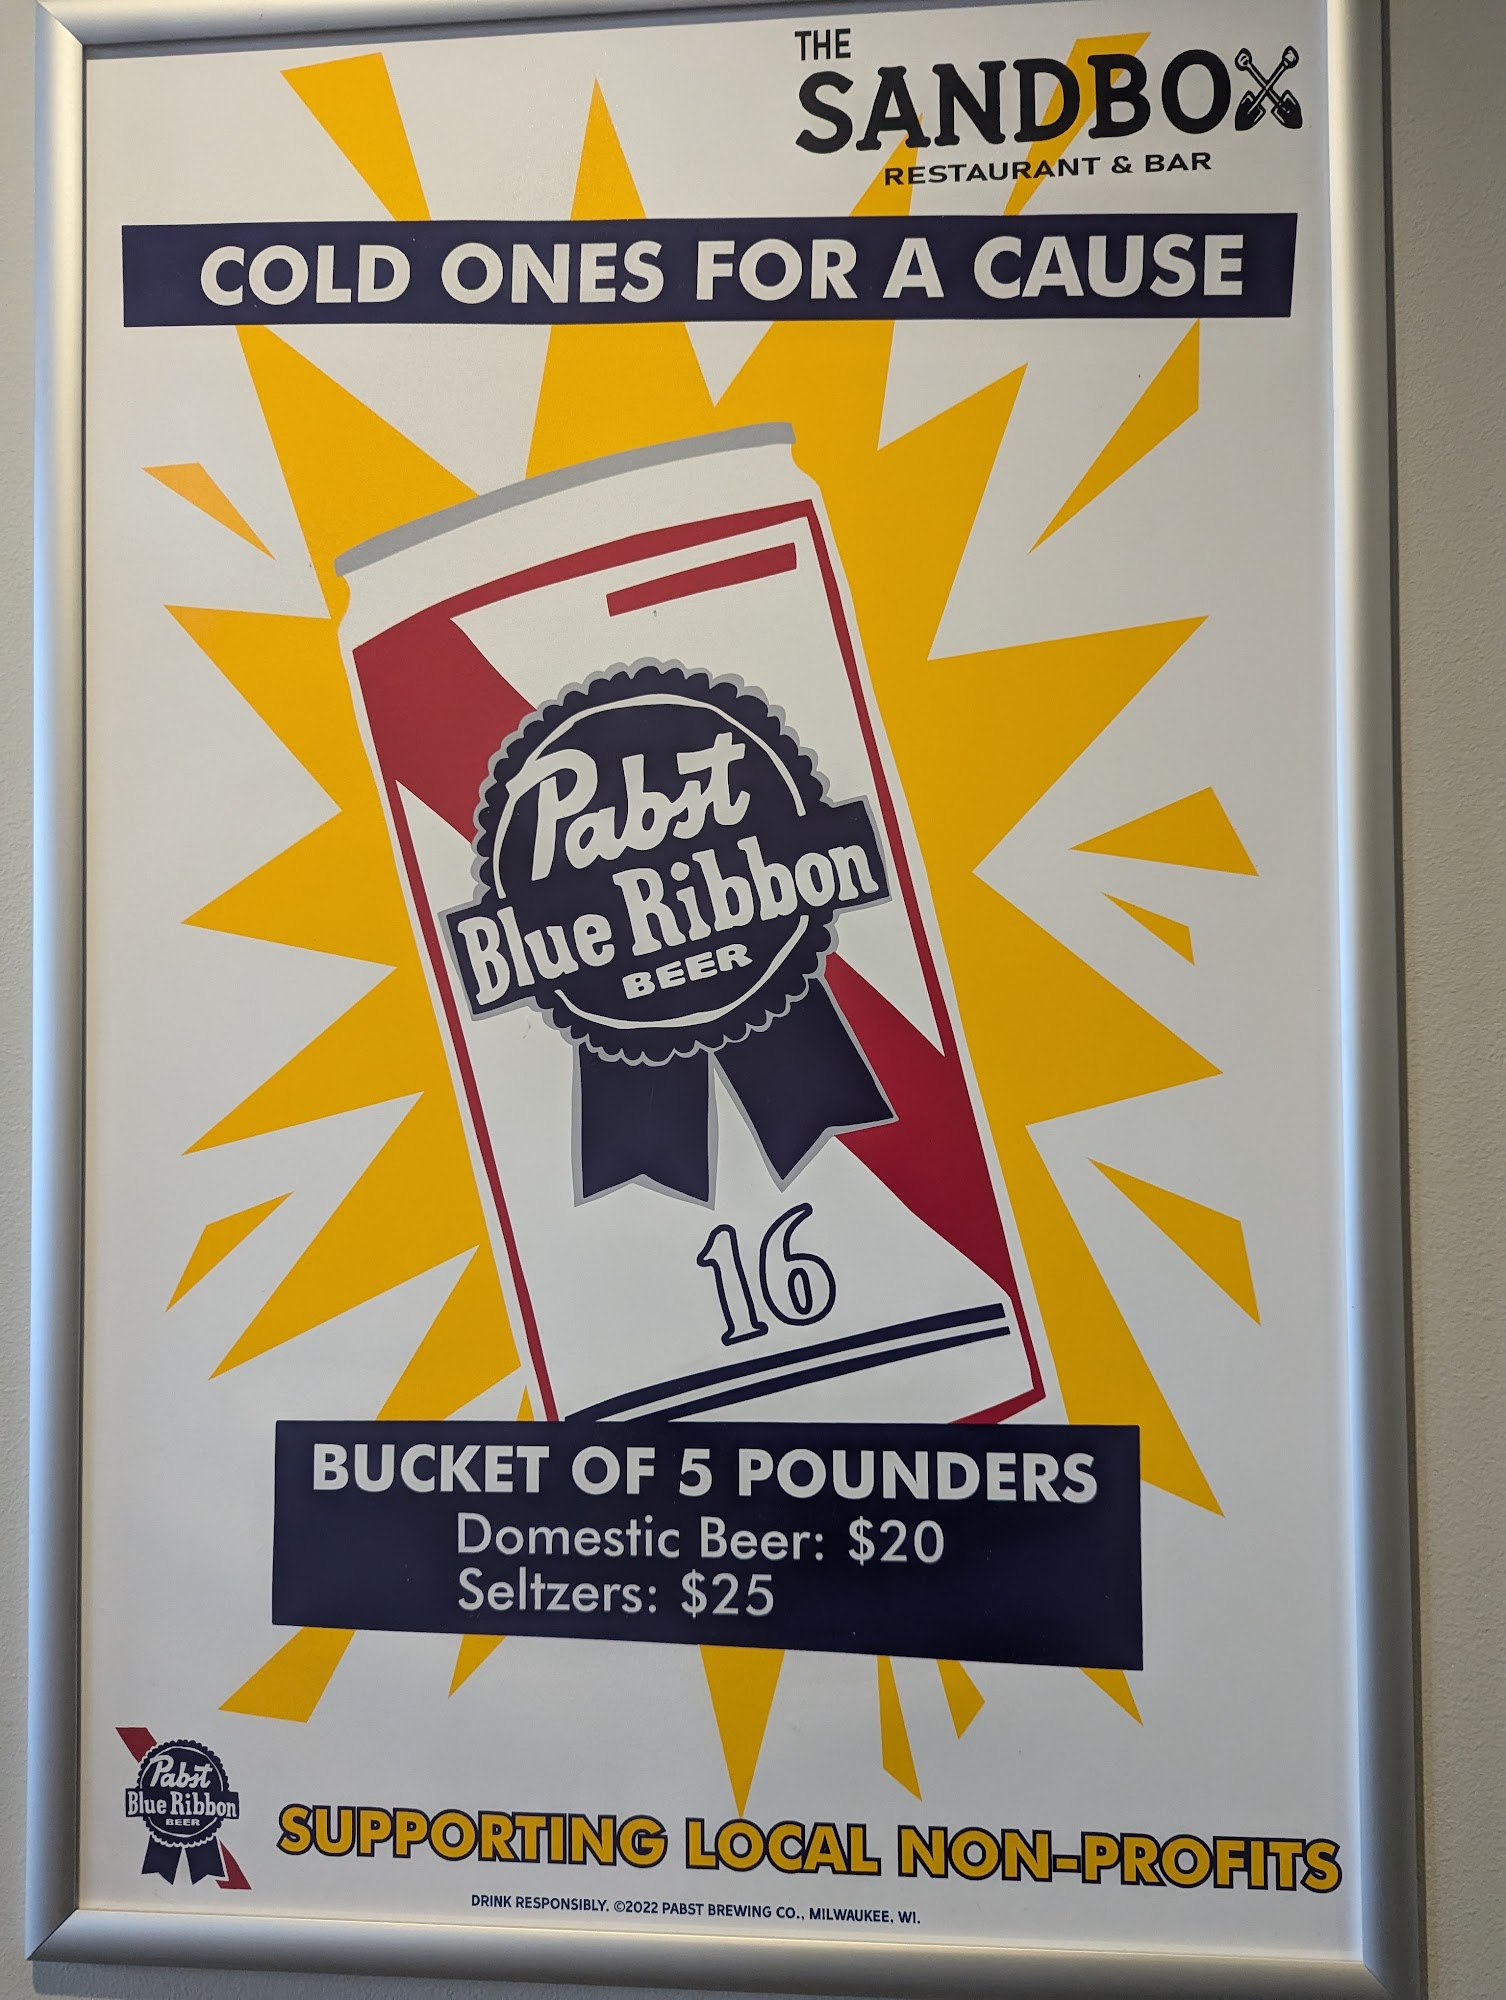 THE
SANDBOX
RESTAURANT & BAR
COLD ONES FOR A CAUSE
Pabst
Blue Ribbon
BEER
16
BUCKET OF 5 POUNDERS
Domestic Beer: $20
Seltzers: $25
Pabst
Blue Ribbon
BEER
SUPPORTING LOCAL NON-PROFITS
DRINK RESPONSIBLY. ©2022 PABST BREWING CO., MILWAUKEE, WI.